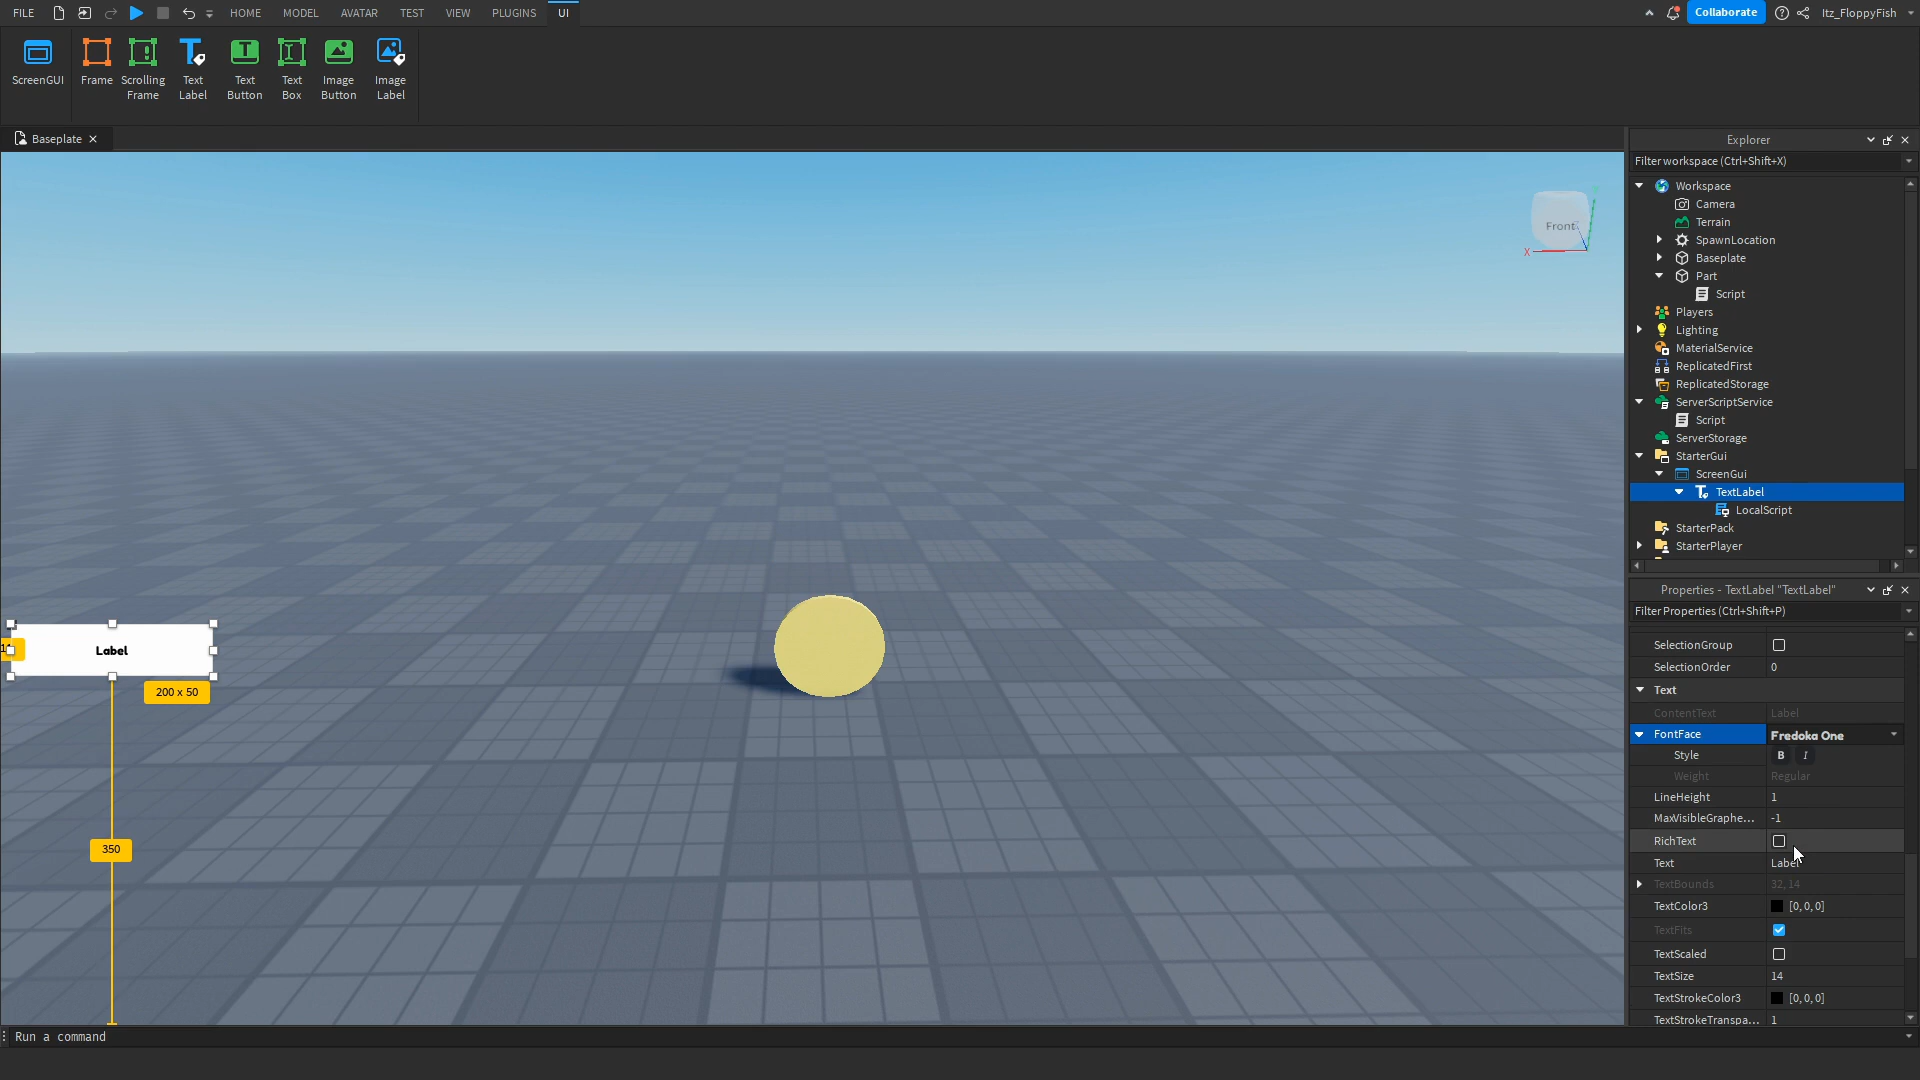 FILE HOME MODEL AVATAR TEST VIEW PLUGINS UI Collaborate Itz_FloppyFish
ScreenGUI Frame Scrolling Frame Text Label Text Button Text Box Image Button Image Label
Baseplate
Front
X
Label
200 x 50
350
Explorer
Filter workspace (Ctrl+Shift+X)
Workspace
Camera
Terrain
SpawnLocation
Baseplate
Part
Script
Players
Lighting
MaterialService
ReplicatedFirst
ReplicatedStorage
ServerScriptService
Script
ServerStorage
StarterGui
ScreenGui
TextLabel
LocalScript
StarterPack
StarterPlayer
Properties - TextLabel "TextLabel"
Filter Properties (Ctrl+Shift+P)
SelectionGroup
SelectionOrder 0
Text
ContentText Label
FontFace Fredoka One
Style B I
Weight Regular
LineHeight 1
MaxVisibleGraphe... -1
RichText
Text Label
TextBounds 32, 14
TextColor3 [0, 0, 0]
TextFits
TextScaled
TextSize 14
TextStrokeColor3 [0, 0, 0]
TextStrokeTranspa... 1
Run a command